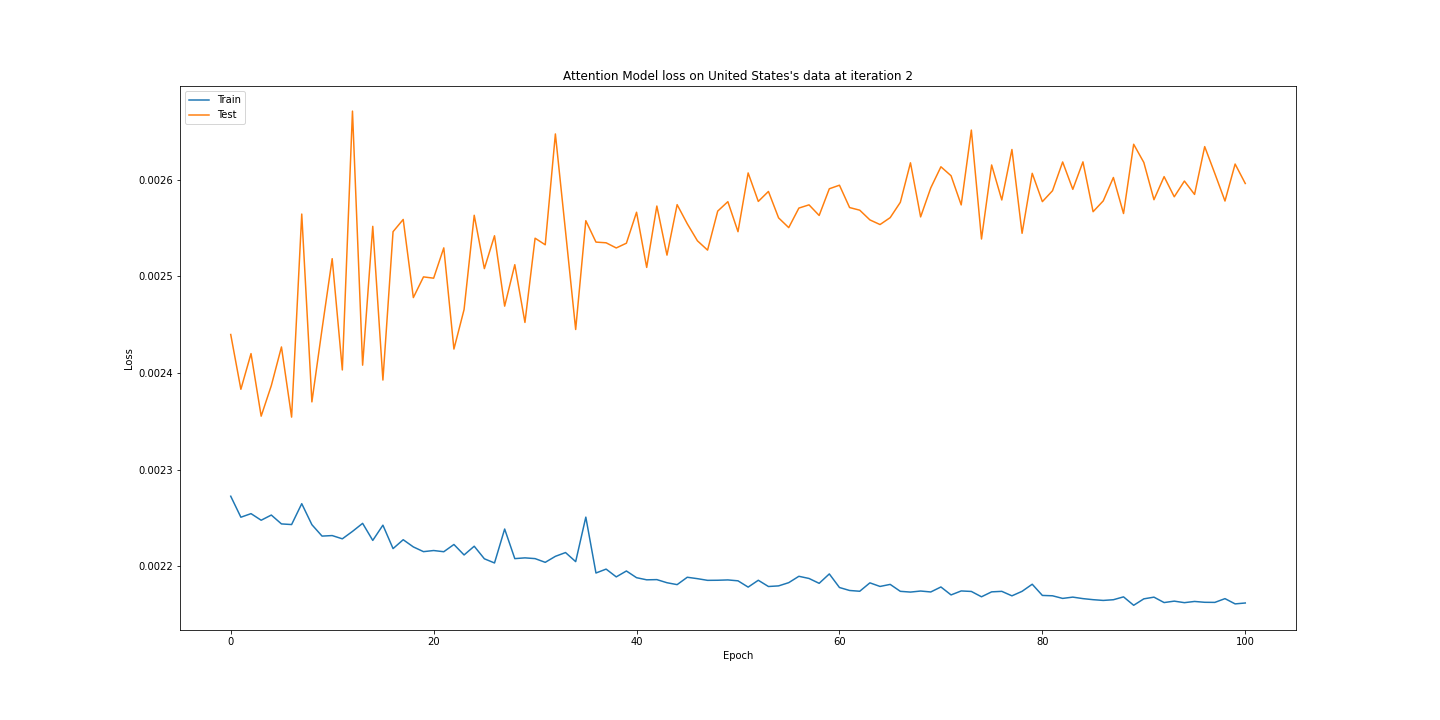 Attention Model loss on United States's data at iteration 2
Train
Test
0.0026
0.0025
0.0024
0.0023
0.0022
Loss
0 20 40 60 80 100
Epoch